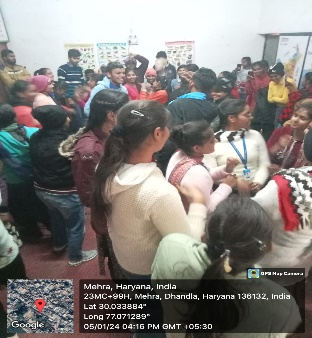 GPS Map Camera
Mehra, Haryana, India
23MC+99H, Mehra, Dhandla, Haryana 136132, India
Lat 30.033884°
Long 77.071289°
05/01/24 04:16 PM GMT +05:30
Google